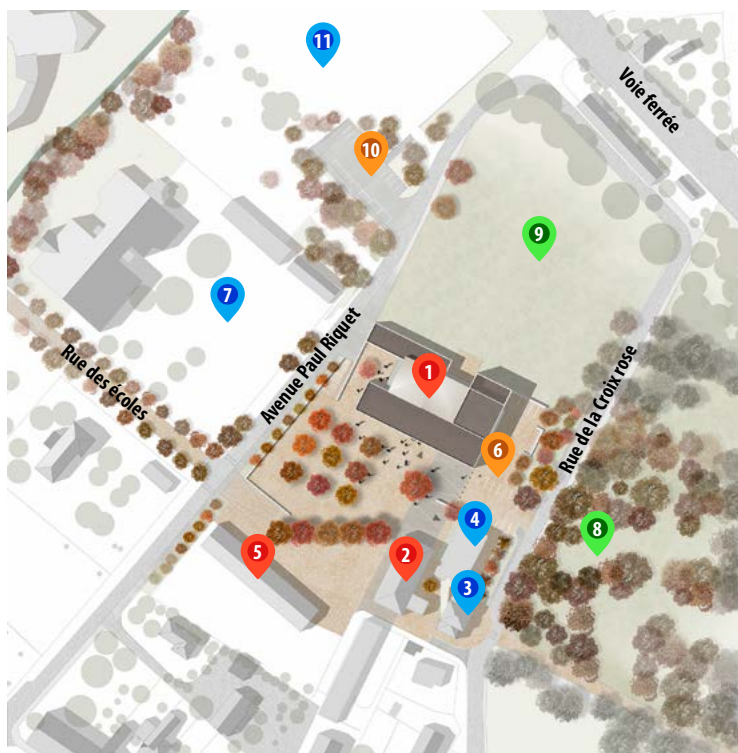 11
Voie ferrée
10
9
7
Avenue Paul Riquet
Rue des écoles
1
Rue de la Croix rose
6
4
8
5
2
3